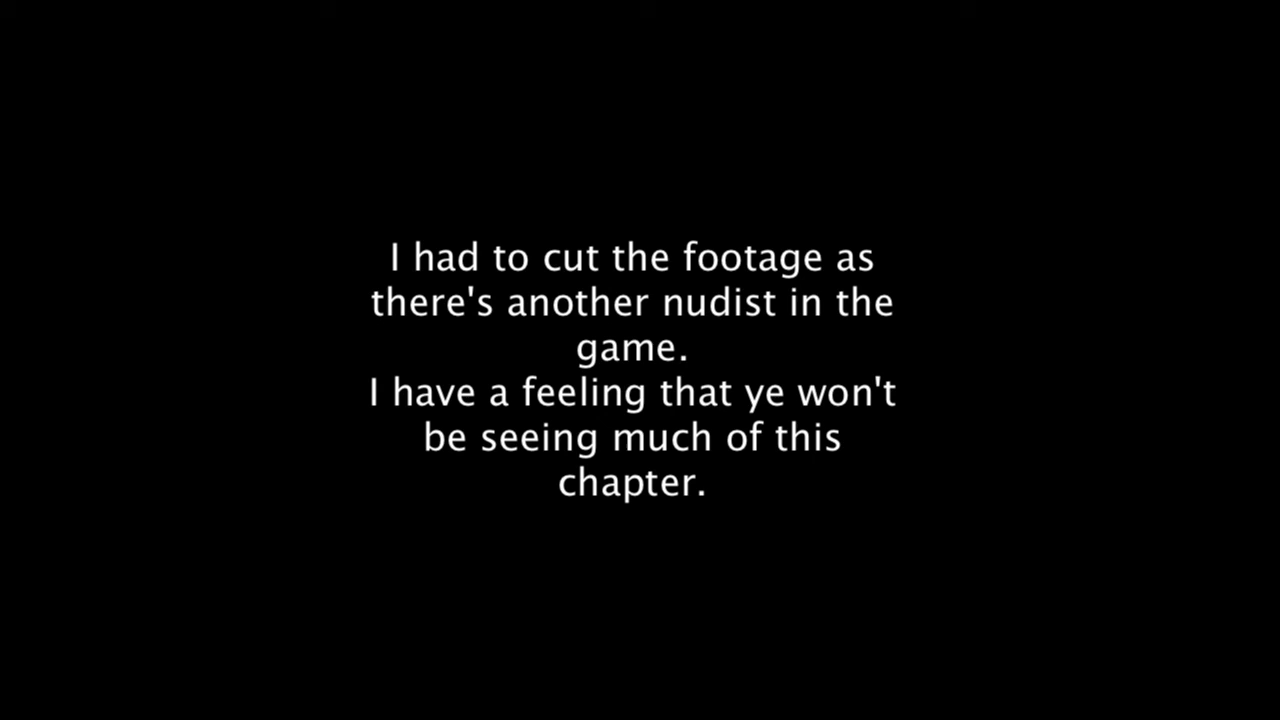 I had to cut the footage as
there's another nudist in the
game.
I have a feeling that ye won't
be seeing much of this
chapter.